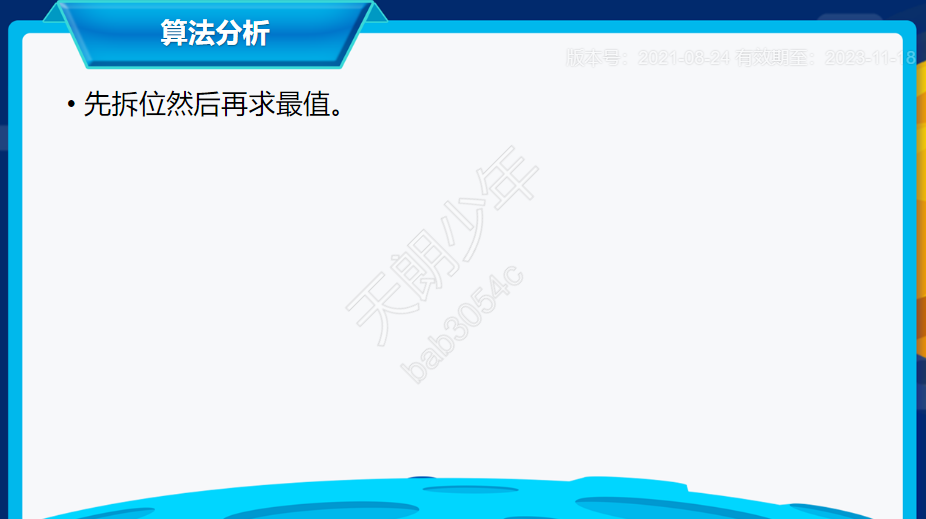 算法分析
版本号：2021-08-24 有效期至：2023-11-18
• 先拆位然后再求最值。
天朗少年
bab3054c